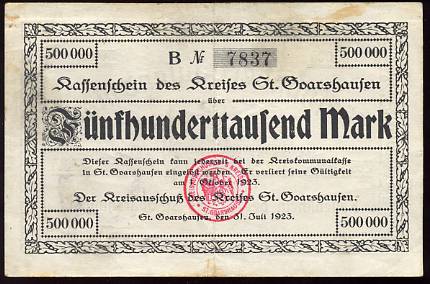 500 000 B № 7837 500 000
Kassenschein des Kreises St. Goarshausen
über
Fünfhunderttausend Mark
Dieser Kassenschein kann jederzeit bei der Kreiskommunalkasse
in St. Goarshausen eingelöst werden. Er verliert seine Gültigkeit
am Oktober 1923.
Der Kreisausschuß des Kreises St. Goarshausen.
500 000 St. Goarshausen, den 31. Juli 1923. 500 000
ST. GOARSHAUSEN